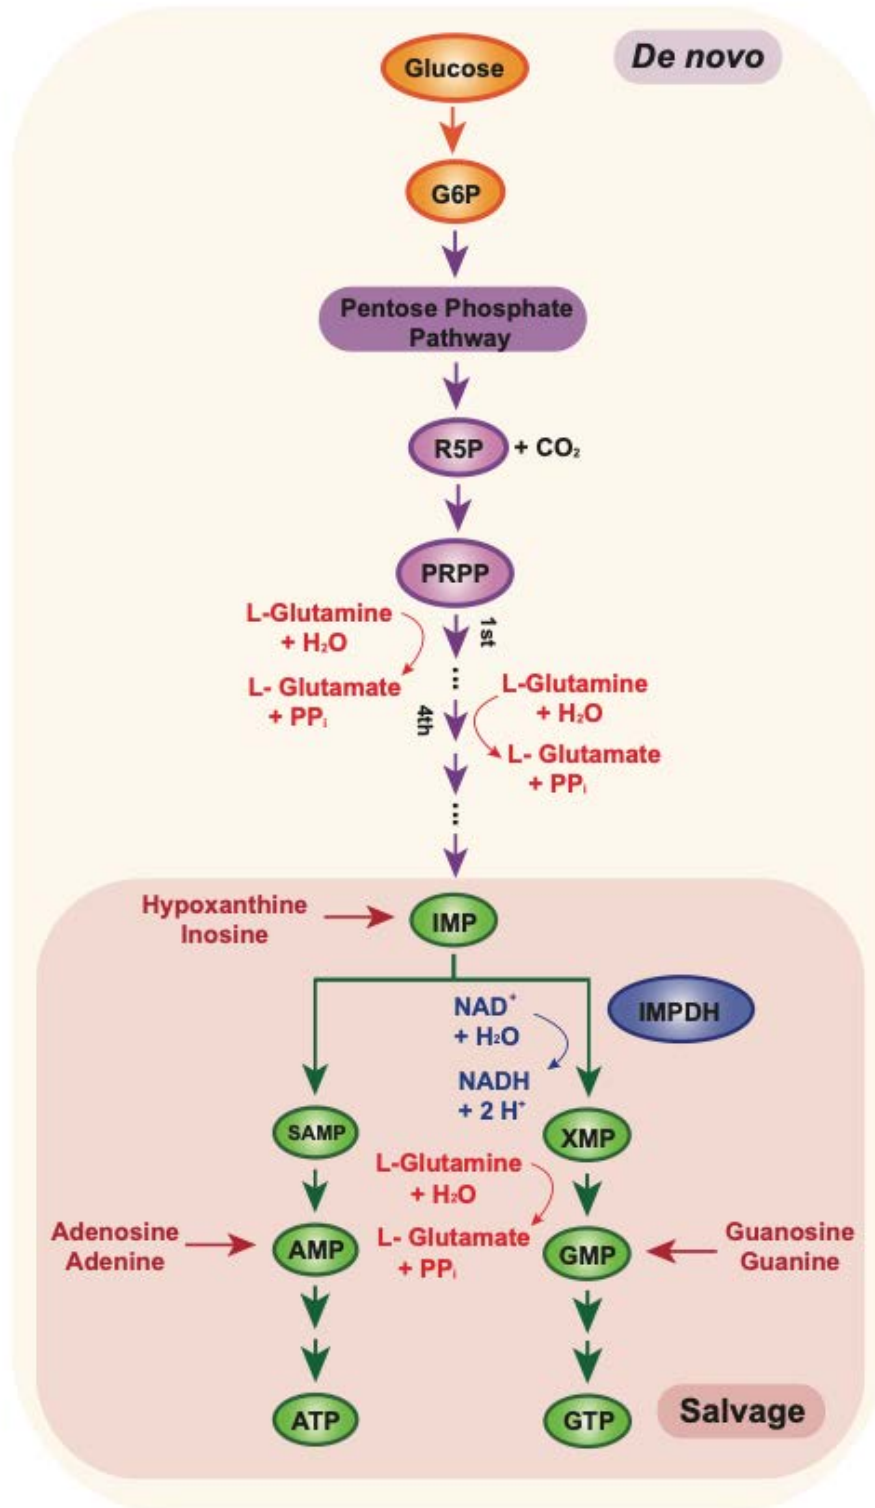 De novo
Glucose
G6P
Pentose Phosphate
Pathway
R5P + CO₂
PRPP
L-Glutamine
+ H₂O
1st
L- Glutamate
+ PPᵢ
...
4th
L-Glutamine
+ H₂O
L- Glutamate
+ PPᵢ
...
Hypoxanthine
Inosine
IMP
NAD⁺
+ H₂O
IMPDH
NADH
+ 2 H⁺
SAMP
XMP
L-Glutamine
+ H₂O
Adenosine
Adenine
AMP
L- Glutamate
+ PPᵢ
GMP
Guanosine
Guanine
ATP
GTP
Salvage